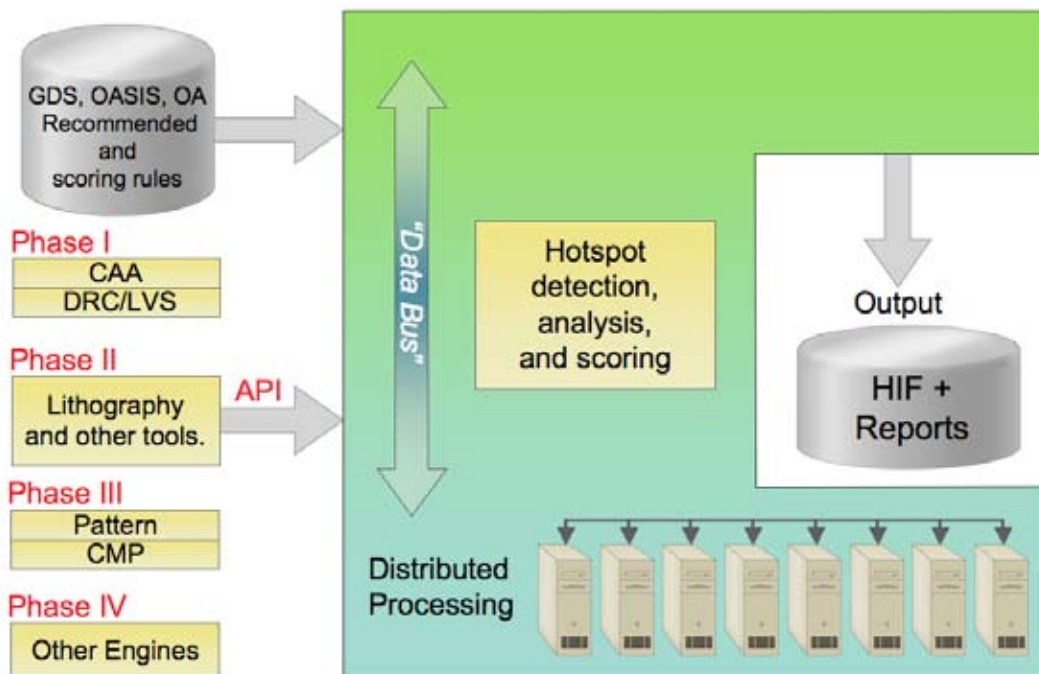 GDS, OASIS, OA
Recommended
and
scoring rules
Phase I
CAA
DRC/LVS
Phase II
Lithography
and other tools.
API
Phase III
Pattern
CMP
Phase IV
Other Engines
"Data Bus"
Hotspot
detection,
analysis,
and scoring
Output
HIF +
Reports
Distributed
Processing